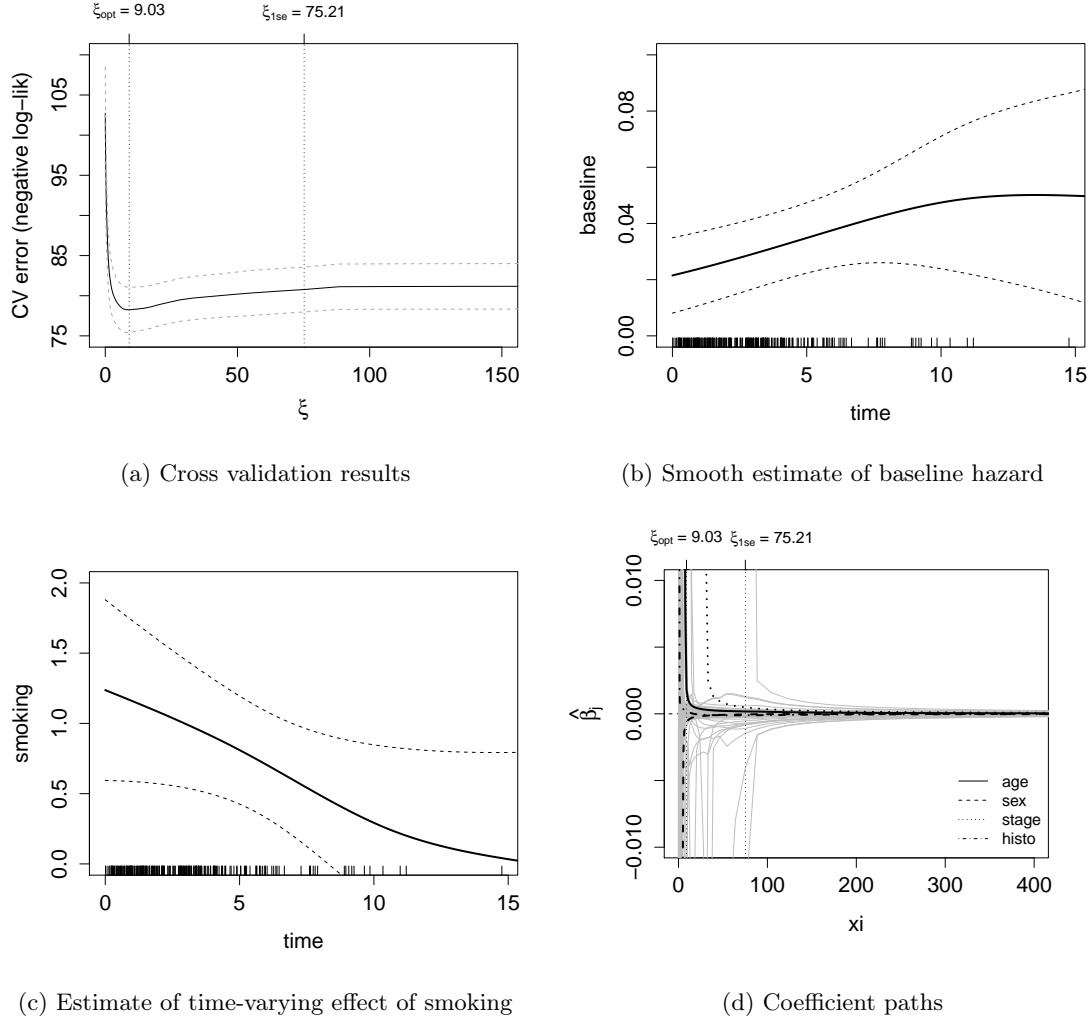 ξopt = 9.03 ξ1se = 75.21
CV error (negative log−lik)
75 85 95 105
0 50 100 150
ξ
(a) Cross validation results
baseline
0.00 0.04 0.08
0 5 10 15
time
(b) Smooth estimate of baseline hazard
smoking
0.0 0.5 1.0 1.5 2.0
0 5 10 15
time
(c) Estimate of time-varying effect of smoking
ξopt = 9.03 ξ1se = 75.21
β̂j
−0.010 0.000 0.010
age
sex
stage
histo
0 100 200 300 400
xi
(d) Coefficient paths